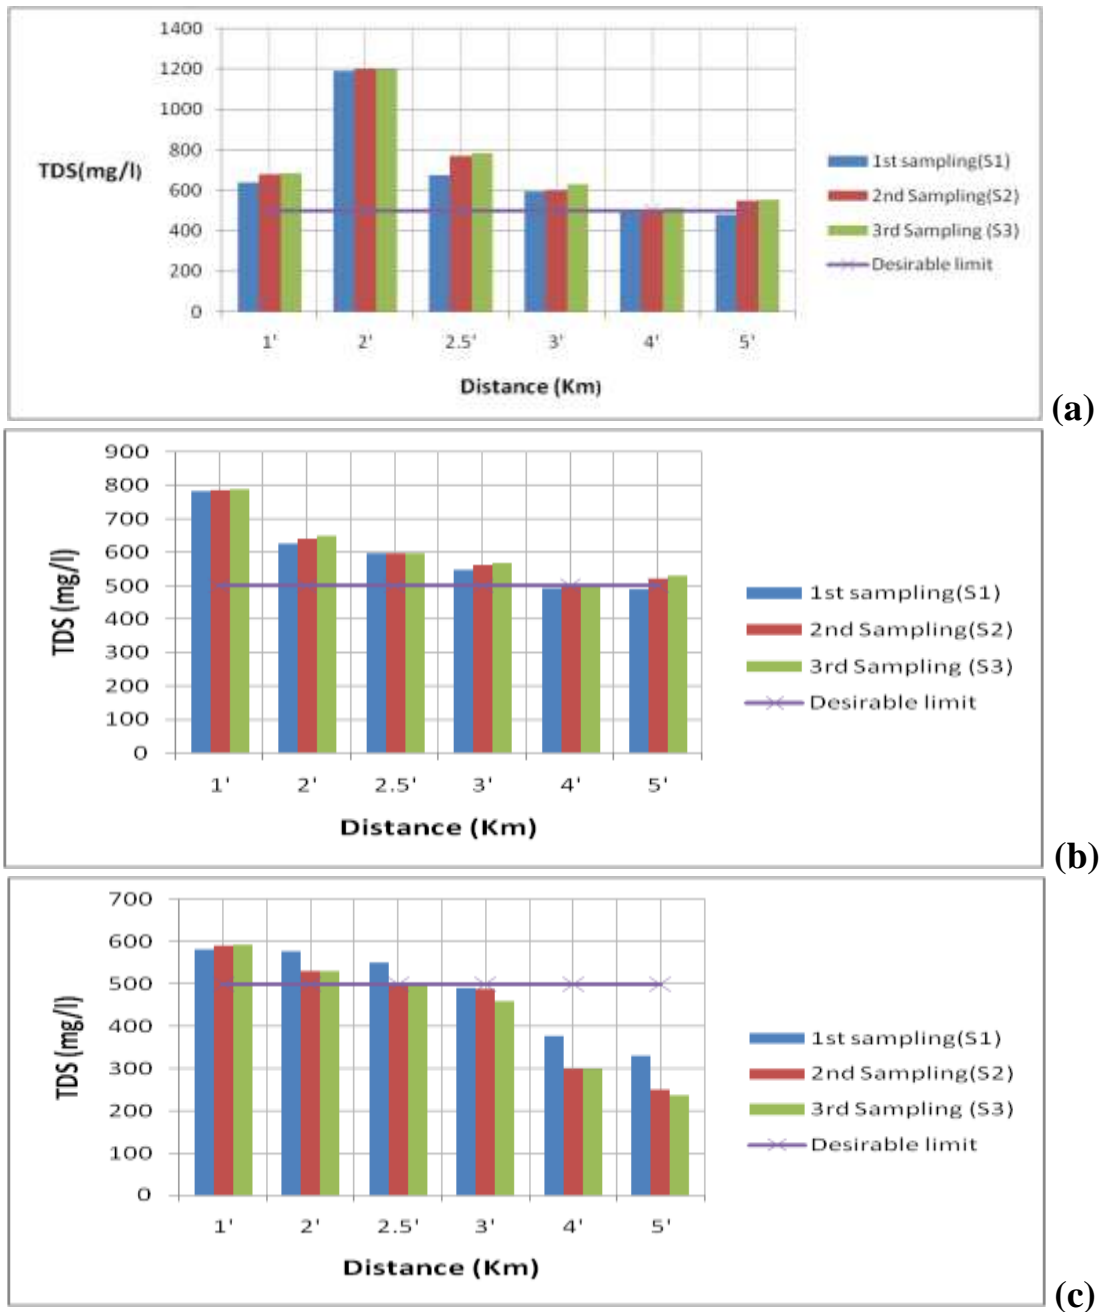 1400
1200
1000
800
600
400
200
0
TDS(mg/l)
1' 2' 2.5' 3' 4' 5'
Distance (Km)
1st sampling(S1)
2nd Sampling(S2)
3rd Sampling (S3)
Desirable limit
(a)
900
800
700
600
500
400
300
200
100
0
TDS (mg/l)
1' 2' 2.5' 3' 4' 5'
Distance (Km)
1st sampling(S1)
2nd Sampling(S2)
3rd Sampling (S3)
Desirable limit
(b)
700
600
500
400
300
200
100
0
TDS (mg/l)
1' 2' 2.5' 3' 4' 5'
Distance (Km)
1st sampling(S1)
2nd Sampling(S2)
3rd Sampling (S3)
Desirable limit
(c)